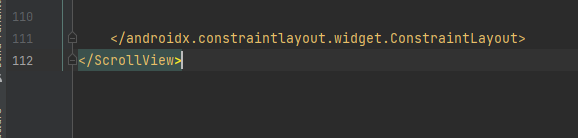 110
111 </androidx.constraintlayout.widget.ConstraintLayout>
112 </ScrollView>